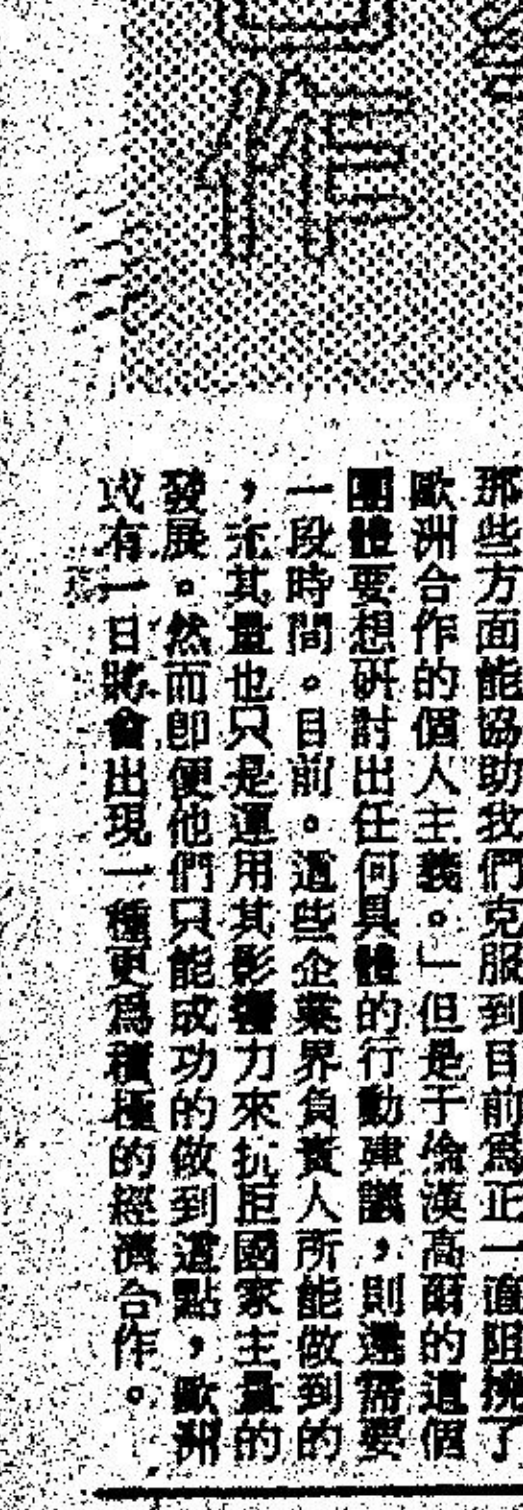 作
那些方面能協助我們克服到目前爲正一直阻撓了
歐洲合作的個人主義。」但是于倫漢高爾的這個
團體要想研討出任何具體的行動建議，則還需要
一段時間。目前。這些企業界負責人所能做到的
，充其量也只是運用其影響力來抗拒國家主義的
發展。然而即便他們只能成功的做到這點，歐洲
或有一日將會出現一種更爲積極的經濟合作。